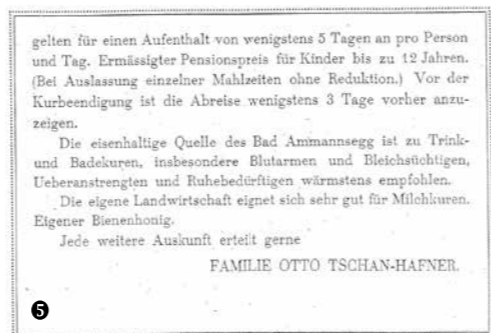 gelten für einen Aufenthalt von wenigstens 5 Tagen an pro Person
und Tag. Ermässigter Pensionspreis für Kinder bis zu 12 Jahren.
(Bei Auslassung einzelner Mahlzeiten ohne Reduktion.) Vor der
Kurbeendigung ist die Abreise wenigstens 3 Tage vorher anzu-
zeigen.
Die eisenhaltige Quelle des Bad Ammannsegg ist zu Trink-
und Badekuren, insbesondere Blutarmen und Bleichsüchtigen,
Ueberanstrengten und Ruhebedürftigen wärmstens empfohlen.
Die eigene Landwirtschaft eignet sich sehr gut für Milchkuren.
Eigener Bienenhonig.
Jede weitere Auskunft erteilt gerne
FAMILIE OTTO TSCHAN-HAFNER.
❺